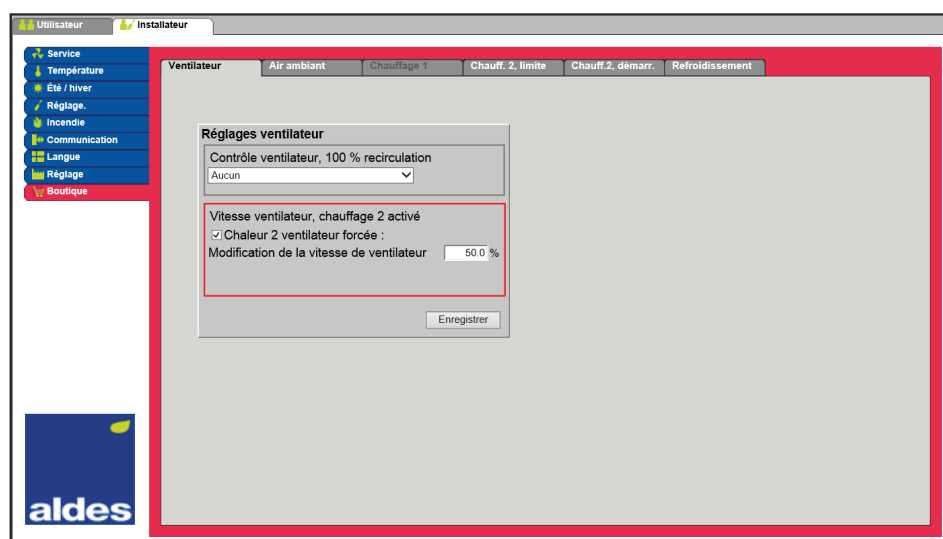 Utilisateur Installateur
Service
Température
Été / hiver
Réglage.
Incendie
Communication
Langue
Réglage
Boutique
Ventilateur Air ambiant Chauffage 1 Chauff. 2, limite Chauff.2, démarr. Refroidissement
Réglages ventilateur
Contrôle ventilateur, 100 % recirculation
Aucun
Vitesse ventilateur, chauffage 2 activé
Chaleur 2 ventilateur forcée :
Modification de la vitesse de ventilateur 50.0 %
Enregistrer
aldes